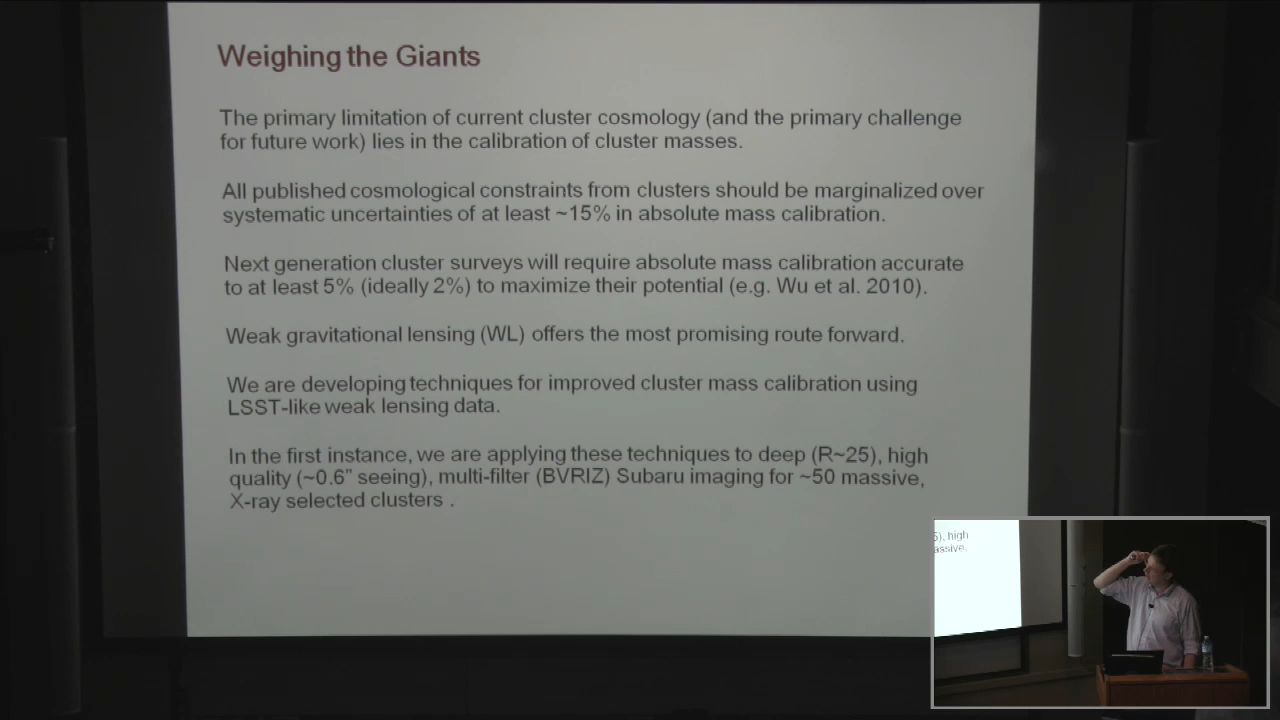 Weighing the Giants
The primary limitation of current cluster cosmology (and the primary challenge
for future work) lies in the calibration of cluster masses.
All published cosmological constraints from clusters should be marginalized over
systematic uncertainties of at least ~15% in absolute mass calibration.
Next generation cluster surveys will require absolute mass calibration accurate
to at least 5% (ideally 2%) to maximize their potential (e.g. Wu et al. 2010).
Weak gravitational lensing (WL) offers the most promising route forward.
We are developing techniques for improved cluster mass calibration using
LSST-like weak lensing data.
In the first instance, we are applying these techniques to deep (R~25), high
quality (~0.6" seeing), multi-filter (BVRIZ) Subaru imaging for ~50 massive,
X-ray selected clusters .
5), high
assive.